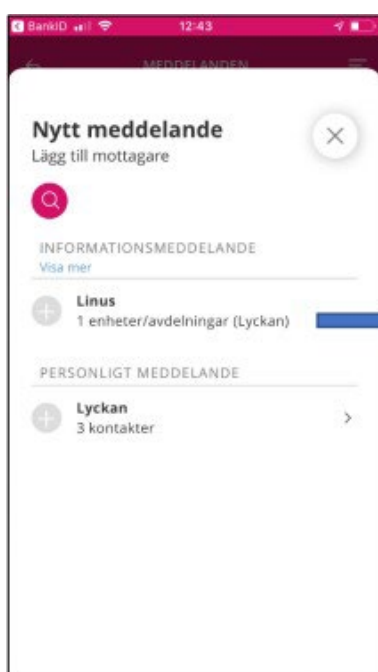 BankID 12:43
MEDDELANDEN
Nytt meddelande
Lägg till mottagare
INFORMATIONSMEDDELANDE
Visa mer
Linus
1 enheter/avdelningar (Lyckan)
PERSONLIGT MEDDELANDE
Lyckan
3 kontakter